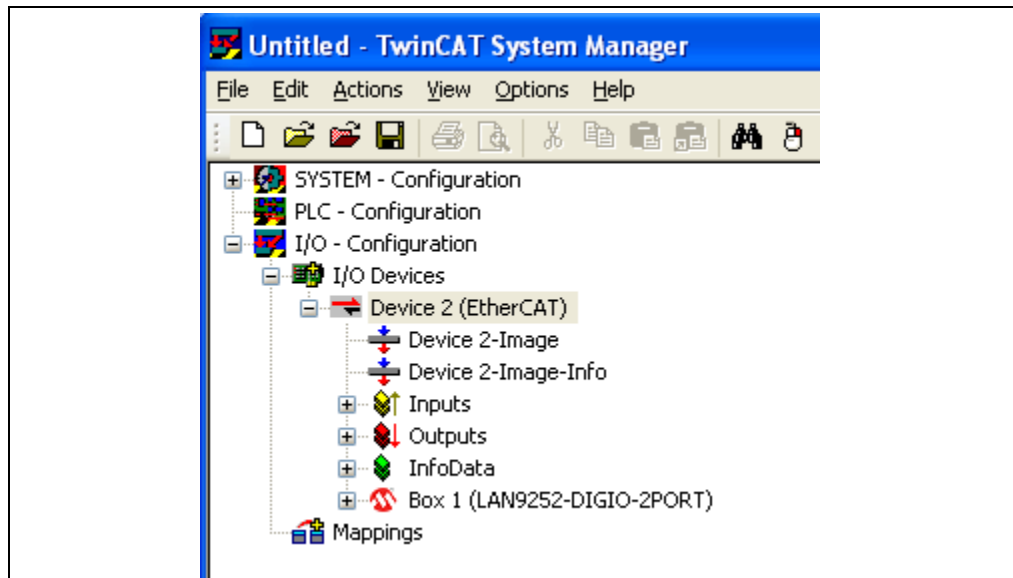 Untitled - TwinCAT System Manager
File Edit Actions View Options Help
SYSTEM - Configuration
PLC - Configuration
I/O - Configuration
I/O Devices
Device 2 (EtherCAT)
Device 2-Image
Device 2-Image-Info
Inputs
Outputs
InfoData
Box 1 (LAN9252-DIGIO-2PORT)
Mappings